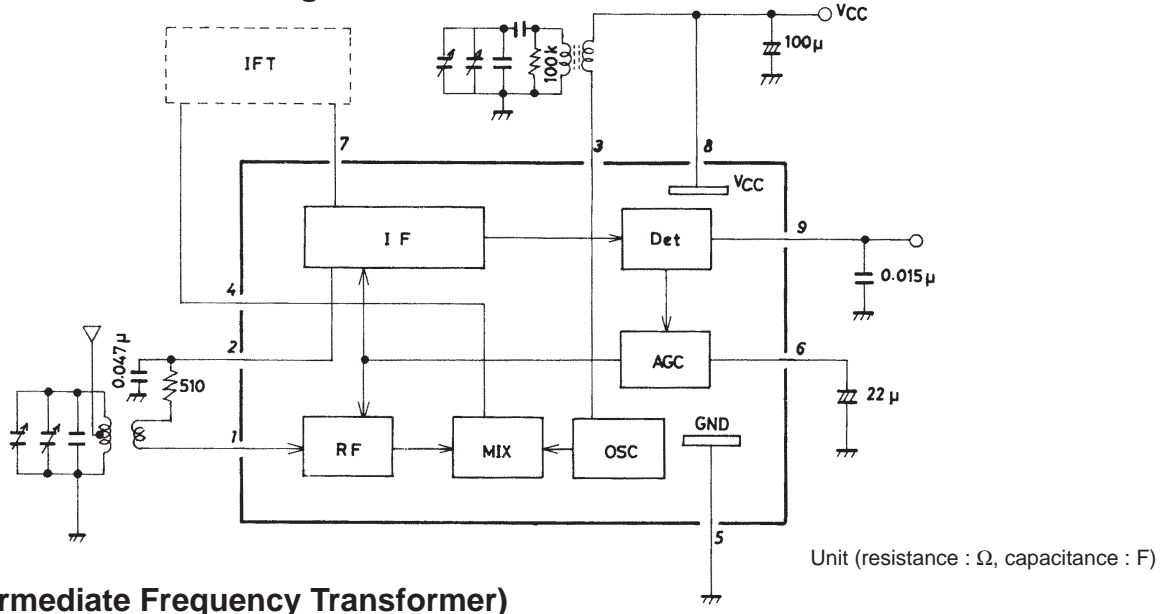 VCC
100μ
IFT
100k
7
3
8
VCC
IF
Det
9
0.015μ
4
0.047μ
2
510
AGC
6
22μ
1
RF
MIX
OSC
GND
5
Unit (resistance : Ω, capacitance : F)
rmediate Frequency Transformer)